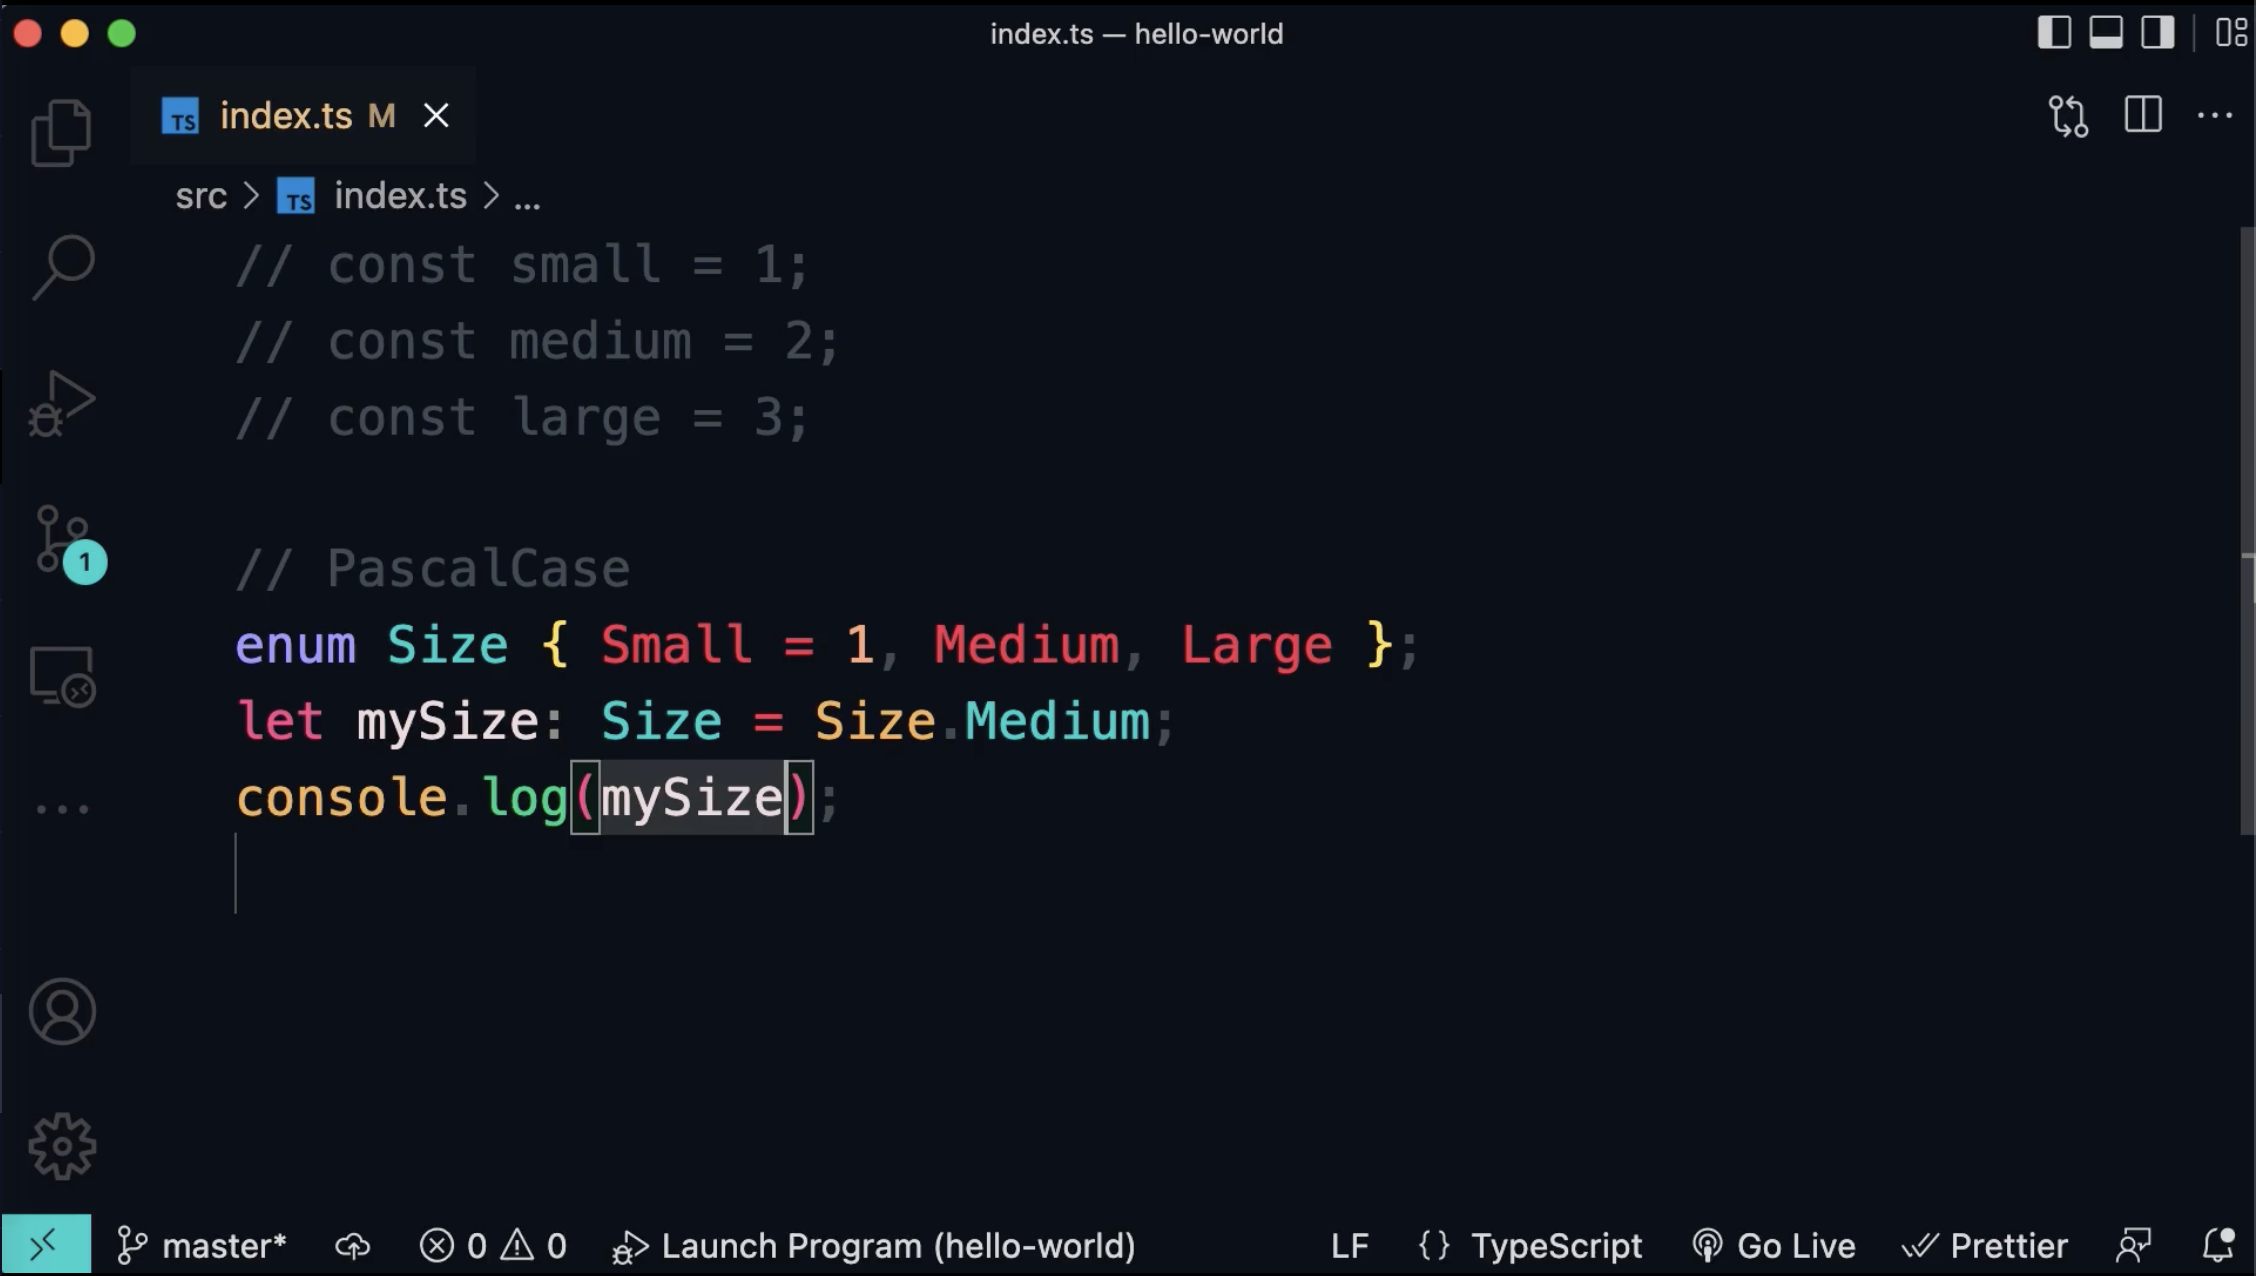 index.ts — hello-world
TS index.ts M
src > TS index.ts > ...
// const small = 1;
// const medium = 2;
// const large = 3;
// PascalCase
enum Size { Small = 1, Medium, Large };
let mySize: Size = Size.Medium;
console.log(mySize);
1
master* 0 0 Launch Program (hello-world) LF {} TypeScript Go Live Prettier